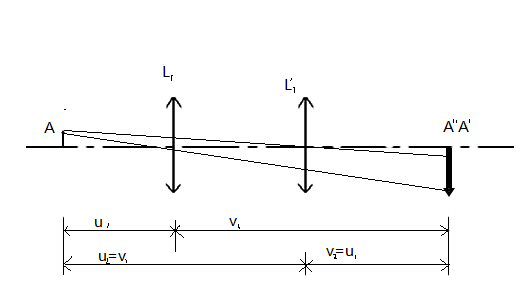 L₁
L'₁
A
A" A'
u₁
v₁
u₂=v₁
v₂=u₁